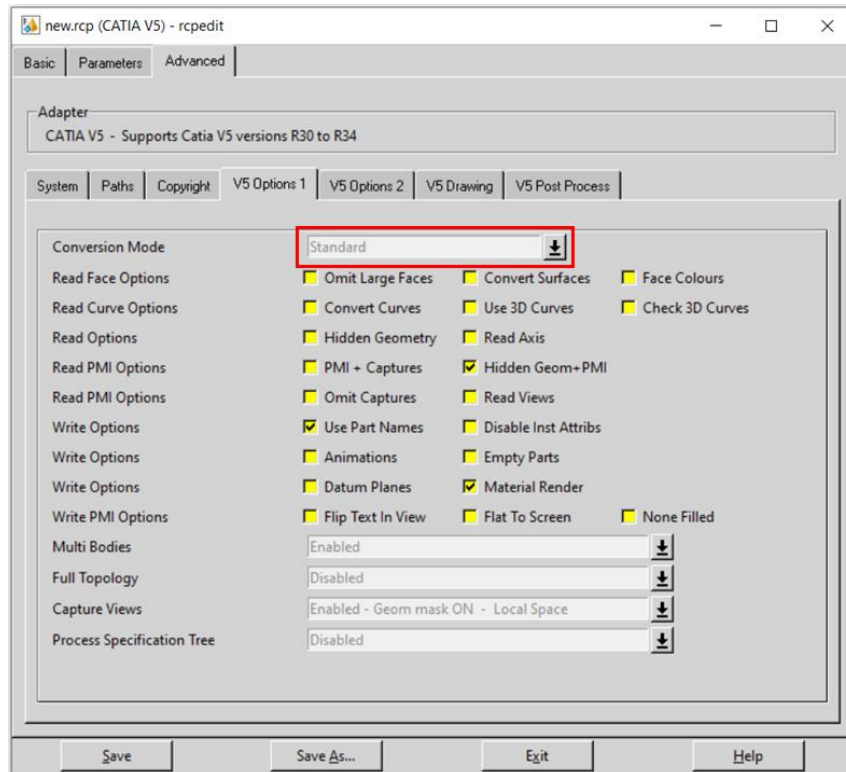 new.rcp (CATIA V5) - rcpedit
Basic Parameters Advanced
Adapter
CATIA V5 - Supports Catia V5 versions R30 to R34
System Paths Copyright V5 Options 1 V5 Options 2 V5 Drawing V5 Post Process
Conversion Mode Standard
Read Face Options Omit Large Faces Convert Surfaces Face Colours
Read Curve Options Convert Curves Use 3D Curves Check 3D Curves
Read Options Hidden Geometry Read Axis
Read PMI Options PMI + Captures Hidden Geom+PMI
Read PMI Options Omit Captures Read Views
Write Options Use Part Names Disable Inst Attribs
Write Options Animations Empty Parts
Write Options Datum Planes Material Render
Write PMI Options Flip Text In View Flat To Screen None Filled
Multi Bodies Enabled
Full Topology Disabled
Capture Views Enabled - Geom mask ON - Local Space
Process Specification Tree Disabled
Save Save As... Exit Help